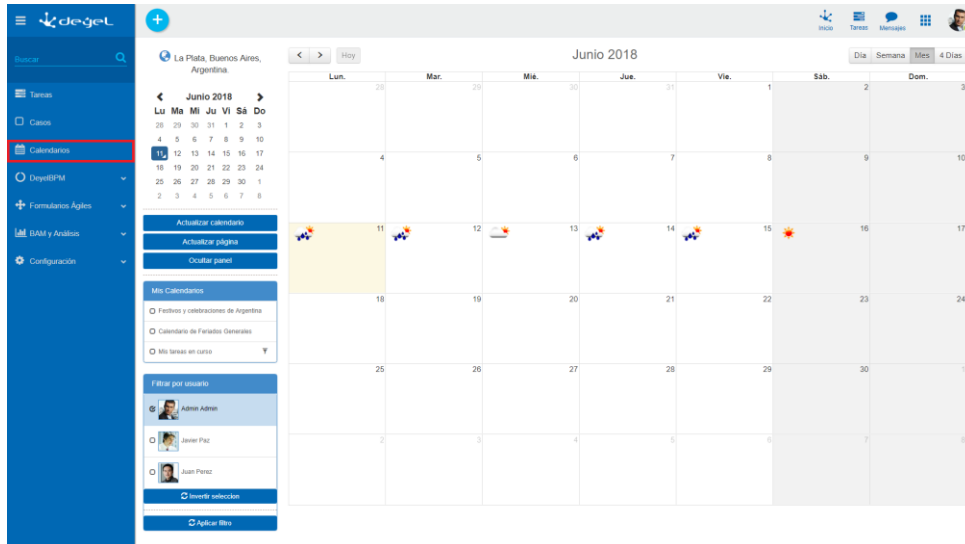 deyel
Inicio
Tareas
Mensajes
Buscar
Tareas
Casos
Calendarios
DeyelBPM
Formularios Ágiles
BAM y Análisis
Configuración
La Plata, Buenos Aires,
Argentina.
Junio 2018
Lu Ma Mi Ju Vi Sá Do
28 29 30 31 1 2 3
4 5 6 7 8 9 10
11 12 13 14 15 16 17
18 19 20 21 22 23 24
25 26 27 28 29 30 1
2 3 4 5 6 7 8
Actualizar calendario
Actualizar página
Ocultar panel
Mis Calendarios
Festivos y celebraciones de Argentina
Calendario de Feriados Generales
Mis tareas en curso
Filtrar por usuario
Admin Admin
Javier Paz
Juan Perez
Invertir seleccion
Aplicar filtro
< > Hoy
Junio 2018
Día Semana Mes 4 Días
Lun. Mar. Mié. Jue. Vie. Sáb. Dom.
28 29 30 31 1 2 3
4 5 6 7 8 9 10
11 12 13 14 15 16 17
18 19 20 21 22 23 24
25 26 27 28 29 30 1
2 3 4 5 6 7 8